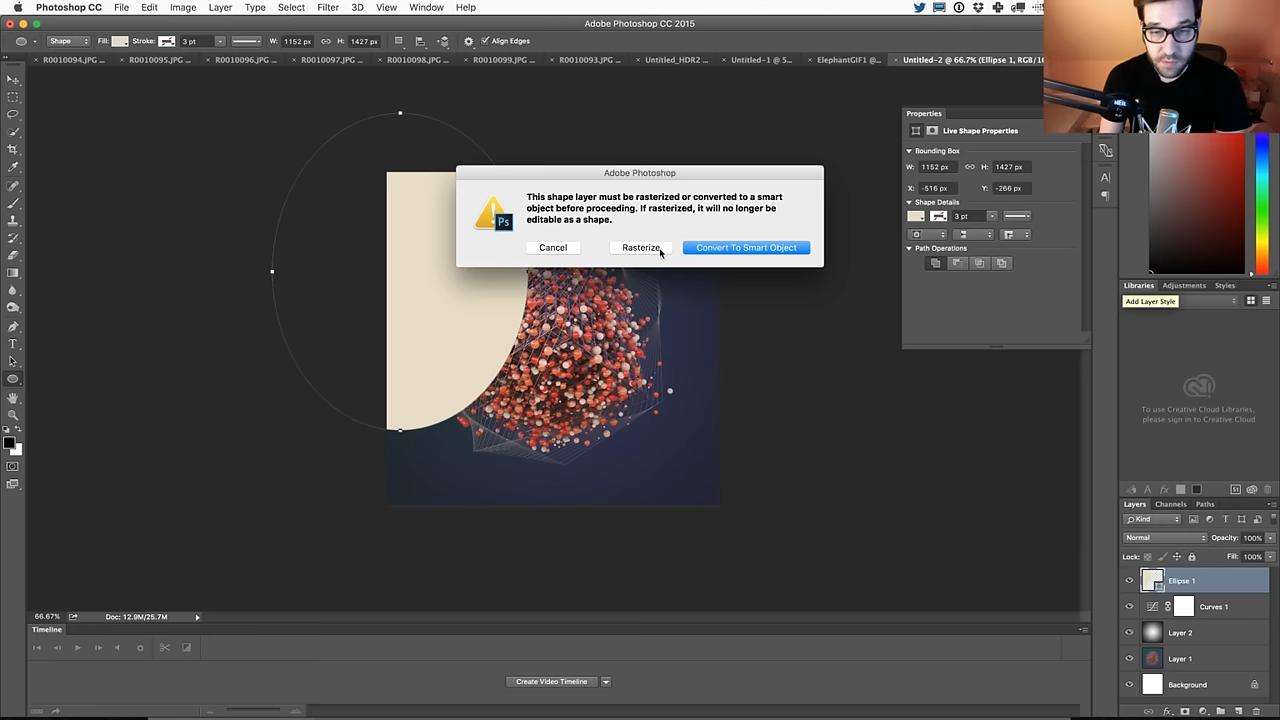 Photoshop CC File Edit Image Layer Type Select Filter 3D View Window Help
Adobe Photoshop CC 2015
Shape Fill: Stroke: 3 pt W: 1152 px H: 1427 px Align Edges
R0010094.JPG ... R0010095.JPG ... R0010096.JPG ... R0010097.JPG ... R0010098.JPG ... R0010099.JPG ... R0010093.JPG ... Untitled_HDR2 ... Untitled-1 @ 5... ElephantGIF1 @... Untitled-2 @ 66.7% (Ellipse 1, RGB/16
Properties
Live Shape Properties
Bounding Box
W: 1152 px H: 1427 px
X: -516 px Y: -266 px
Shape Details
3 pt
Path Operations
Adobe Photoshop
This shape layer must be rasterized or converted to a smart
object before proceeding. If rasterized, it will no longer be
editable as a shape.
Ps
Cancel Rasterize Convert To Smart Object
Libraries Adjustments Styles
Add Layer Style
To use Creative Cloud Libraries,
please sign in to Creative Cloud
Layers Channels Paths
Kind
Normal Opacity: 100%
Lock: Fill: 100%
Ellipse 1
Curves 1
Layer 2
Layer 1
Background
66.67% Doc: 12.9M/25.7M
Timeline
Create Video Timeline